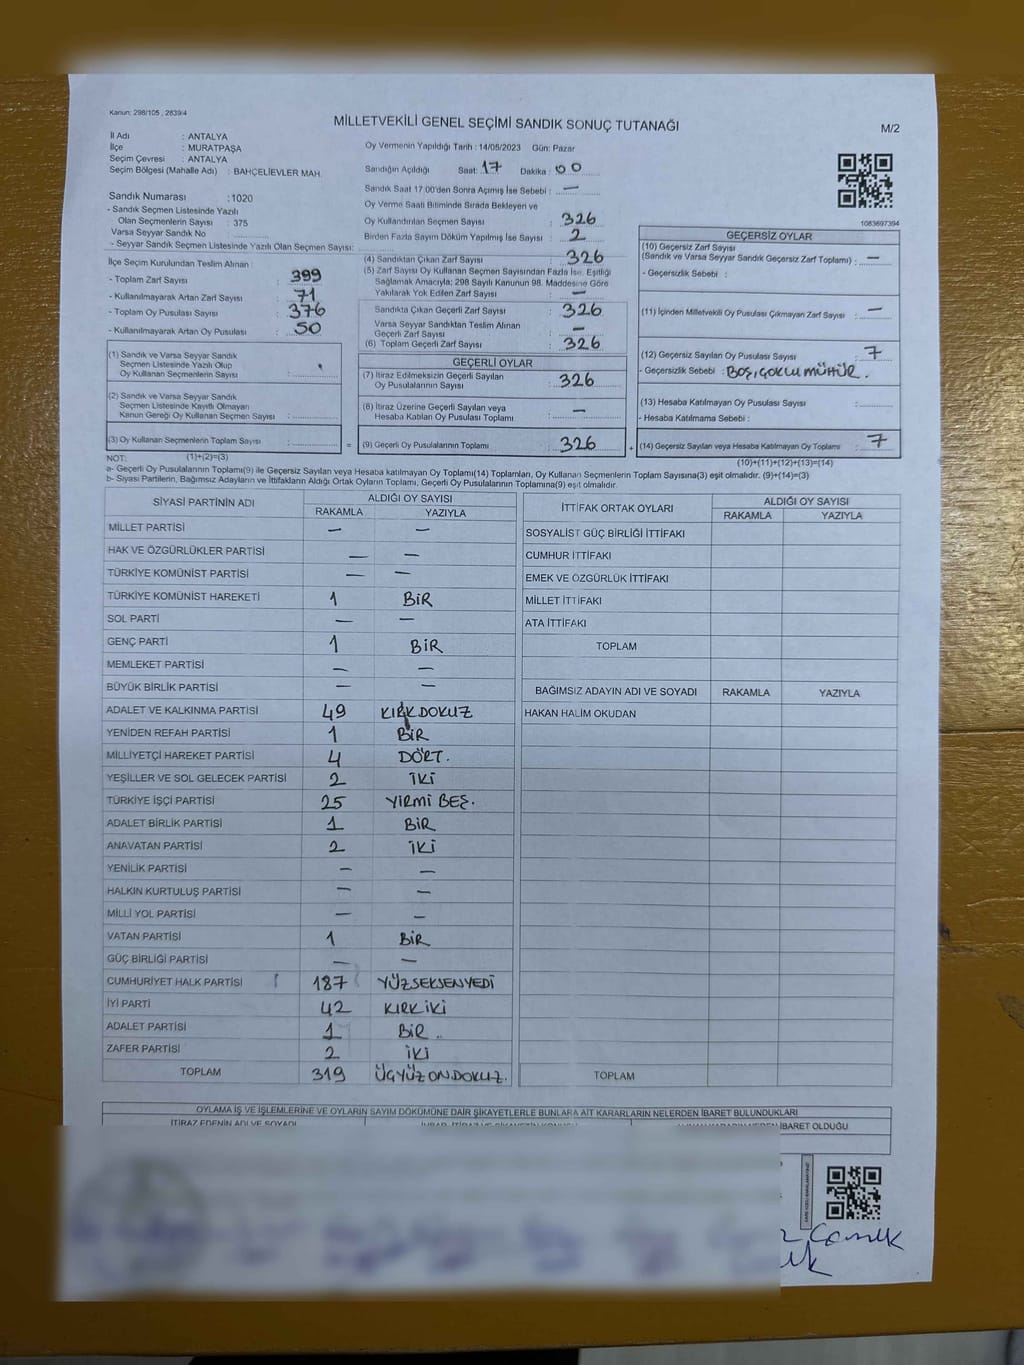 Kanun: 298/105 , 2839/4
MİLLETVEKİLİ GENEL SEÇİMİ SANDIK SONUÇ TUTANAĞI
M/2
İl Adı : ANTALYA
İlçe : MURATPAŞA
Seçim Çevresi : ANTALYA
Seçim Bölgesi (Mahalle Adı) : BAHÇELİEVLER MAH.
Sandık Numarası : 1020
- Sandık Seçmen Listesinde Yazılı
Olan Seçmenlerin Sayısı : 375
Varsa Seyyar Sandık No :
- Seyyar Sandık Seçmen Listesinde Yazılı Olan Seçmen Sayısı:
Oy Vermenin Yapıldığı Tarih : 14/05/2023 Gün: Pazar
Sandığın Açıldığı Saat: 17 Dakika : 00
Sandık Saat 17:00'den Sonra Açımış İse Sebebi : —
Oy Verme Saati Bitiminde Sırada Bekleyen ve
Oy Kullandırılan Seçmen Sayısı : 326
Birden Fazla Sayım Döküm Yapılmış İse Sayısı : 2
1083697394
İlçe Seçim Kurulundan Teslim Alınan :
- Toplam Zarf Sayısı : 399
- Kullanılmayarak Artan Zarf Sayısı : 71
- Toplam Oy Pusulası Sayısı : 376
- Kullanılmayarak Artan Oy Pusulası : 50
(4) Sandıktan Çıkan Zarf Sayısı : 326
(5) Zarf Sayısı Oy Kullanan Seçmen Sayısından Fazla İse, Eşitliği
Sağlamak Amacıyla; 298 Sayılı Kanunun 98. Maddesine Göre
Yakılarak Yok Edilen Zarf Sayısı : —
Sandıkta Çıkan Geçerli Zarf Sayısı : 326
Varsa Seyyar Sandıktan Teslim Alınan
Geçerli Zarf Sayısı : —
(6) Toplam Geçerli Zarf Sayısı : 326
(1) Sandık ve Varsa Seyyar Sandık
Seçmen Listesinde Yazılı Olup
Oy Kullanan Seçmenlerin Sayısı :
(2) Sandık ve Varsa Seyyar Sandık
Seçmen Listesinde Kayıtlı Olmayan
Kanun Gereği Oy Kullanan Seçmen Sayısı :
(3) Oy Kullanan Seçmenlerin Toplam Sayısı :
=
GEÇERLİ OYLAR
(7) İtiraz Edilmeksizin Geçerli Sayılan
Oy Pusulalarının Sayısı : 326
(8) İtiraz Üzerine Geçerli Sayılan veya
Hesaba Katılan Oy Pusulası Toplamı : —
(9) Geçerli Oy Pusulalarının Toplamı : 326
+
GEÇERSİZ OYLAR
(10) Geçersiz Zarf Sayısı
(Sandık ve Varsa Seyyar Sandık Geçersiz Zarf Toplamı) : —
- Geçersizlik Sebebi :
(11) İçinden Milletvekili Oy Pusulası Çıkmayan Zarf Sayısı : —
(12) Geçersiz Sayılan Oy Pusulası Sayısı : 7
- Geçersizlik Sebebi : BOŞ, ÇOKLU MÜHÜR.
(13) Hesaba Katılmayan Oy Pusulası Sayısı :
- Hesaba Katılmama Sebebi :
(14) Geçersiz Sayılan veya Hesaba Katılmayan Oy Toplamı : 7
NOT: (1)+(2)=(3)
(10)+(11)+(12)+(13)=(14)
a- Geçerli Oy Pusulalarının Toplamı(9) ile Geçersiz Sayılan veya Hesaba katılmayan Oy Toplamı(14) Toplamları, Oy Kullanan Seçmenlerin Toplam Sayısına(3) eşit olmalıdır. (9)+(14)=(3)
b- Siyasi Partilerin, Bağımsız Adayların ve İttifakların Aldığı Ortak Oyların Toplamı, Geçerli Oy Pusulalarının Toplamına(9) eşit olmalıdır.
SİYASİ PARTİNİN ADI ALDIĞI OY SAYISI
RAKAMLA YAZIYLA
MİLLET PARTİSİ — —
HAK VE ÖZGÜRLÜKLER PARTİSİ — —
TÜRKİYE KOMÜNİST PARTİSİ — —
TÜRKİYE KOMÜNİST HAREKETİ 1 BİR
SOL PARTİ — —
GENÇ PARTİ 1 BİR
MEMLEKET PARTİSİ — —
BÜYÜK BİRLİK PARTİSİ — —
ADALET VE KALKINMA PARTİSİ 49 KIRKDOKUZ
YENİDEN REFAH PARTİSİ 1 BİR
MİLLİYETÇİ HAREKET PARTİSİ 4 DÖRT.
YEŞİLLER VE SOL GELECEK PARTİSİ 2 İKİ
TÜRKİYE İŞÇİ PARTİSİ 25 YİRMİ BEŞ.
ADALET BİRLİK PARTİSİ 1 BİR
ANAVATAN PARTİSİ 2 İKİ
YENİLİK PARTİSİ — —
HALKIN KURTULUŞ PARTİSİ — —
MİLLİ YOL PARTİSİ — —
VATAN PARTİSİ 1 BİR
GÜÇ BİRLİĞİ PARTİSİ — —
CUMHURİYET HALK PARTİSİ 187 YÜZSEKSENYEDİ
İYİ PARTİ 42 KIRKİKİ
ADALET PARTİSİ 1 BİR
ZAFER PARTİSİ 2 İKİ
TOPLAM 319 ÜÇYÜZONDOKUZ.
İTTİFAK ORTAK OYLARI ALDIĞI OY SAYISI
RAKAMLA YAZIYLA
SOSYALİST GÜÇ BİRLİĞİ İTTİFAKI
CUMHUR İTTİFAKI
EMEK VE ÖZGÜRLÜK İTTİFAKI
MİLLET İTTİFAKI
ATA İTTİFAKI
TOPLAM
BAĞIMSIZ ADAYIN ADI VE SOYADI RAKAMLA YAZIYLA
HAKAN HALİM OKUDAN
TOPLAM
OYLAMA İŞ VE İŞLEMLERİNE VE OYLARIN SAYIM DÖKÜMÜNE DAİR ŞİKAYETLERLE BUNLARA AİT KARARLARIN NELERDEN İBARET BULUNDUKLARI
İTİRAZ EDENİN ADI VE SOYADI
İBARET OLDUĞU